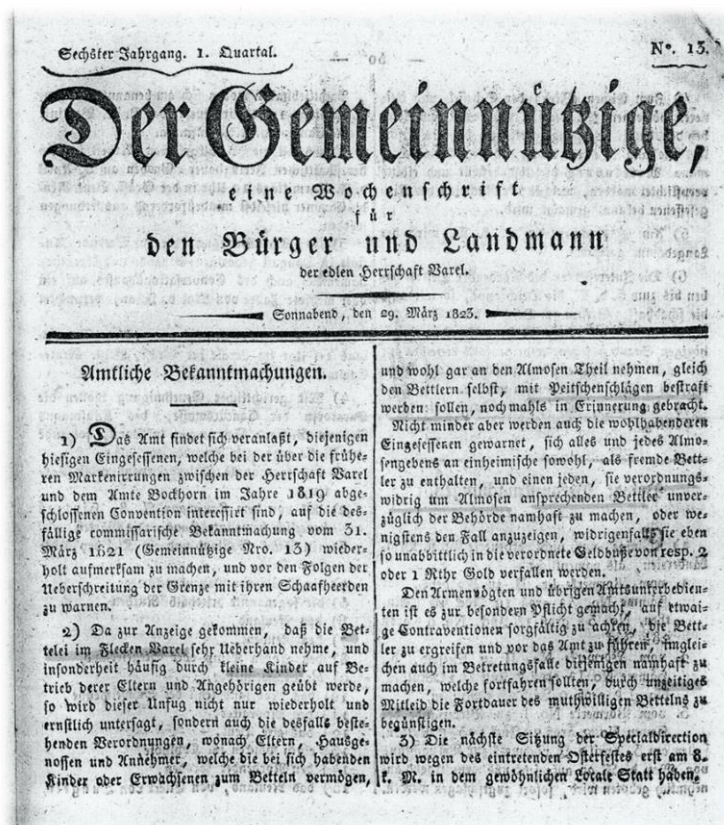 Sechster Jahrgang. 1. Quartal.
No. 13.
Der Gemeinnützige,
eine Wochenschrift
für
den Bürger und Landmann
der edlen Herrschaft Varel.
Sonnabend, den 29. März 1823.
Amtliche Bekanntmachungen.
1) Das Amt findet sich veranlaßt, diejenigen
hiesigen Eingesessenen, welche bei der über die frühe-
ren Markenirrungen zwischen der Herrschaft Varel
und dem Amte Bockhorn im Jahre 1819 abge-
schlossenen Convention interessirt sind, auf die des-
fällige commissarische Bekanntmachung vom 31.
März 1821 (Gemeinnützige Nro. 13) wieder-
holt aufmerksam zu machen, und vor den Folgen der
Ueberschreitung der Grenze mit ihren Schaafheerden
zu warnen.
2) Da zur Anzeige gekommen, daß die Bet-
telei im Flecken Varel sehr Ueberhand nehme, und
insonderheit häufig durch kleine Kinder auf Be-
trieb derer Eltern und Angehörigen geübt werde,
so wird dieser Unfug nicht nur wiederholt und
ernstlich untersagt, sondern auch die desfalls beste-
henden Verordnungen, wonach Eltern, Hausge-
nossen und Annehmer, welche die bei sich habenden
Kinder oder Erwachsenen zum Betteln vermögen,
und wohl gar an den Almosen Theil nehmen, gleich
den Bettlern selbst, mit Peitschenschlägen bestraft
werden sollen, nochmahls in Erinnerung gebracht.
Nicht minder aber werden auch die wohlhabenderen
Eingesessenen gewarnet, sich alles und jedes Almo-
sengebens an einheimische sowohl, als fremde Bett-
ler zu enthalten, und einen jeden, sie verordnungs-
widrig um Almosen ansprechenden Bettler unver-
züglich der Behörde namhaft zu machen, oder we-
nigstens den Fall anzuzeigen, widrigenfalls sie eben
so unabbittlich in die verordnete Geldbuße von resp. 2
oder 1 Rthr Gold verfallen werden.
Den Armenvögten und übrigen Amtsunterbedien-
ten ist es zur besondern Pflicht gemacht, auf etwai-
ge Contraventionen sorgfältig zu achten, die Bett-
ler zu ergreifen und vor das Amt zu führen, imglei-
chen auch im Betretungsfalle diejenigen namhaft zu
machen, welche fortfahren sollten, durch unzeitiges
Mitleid die Fortdauer des muthwilligen Bettelns zu
begünstigen.
3) Die nächste Sitzung der Specialdirection
wird wegen des eintretenden Osterfestes erst am 8.
k. M. in dem gewöhnlichen Locale Statt haben.